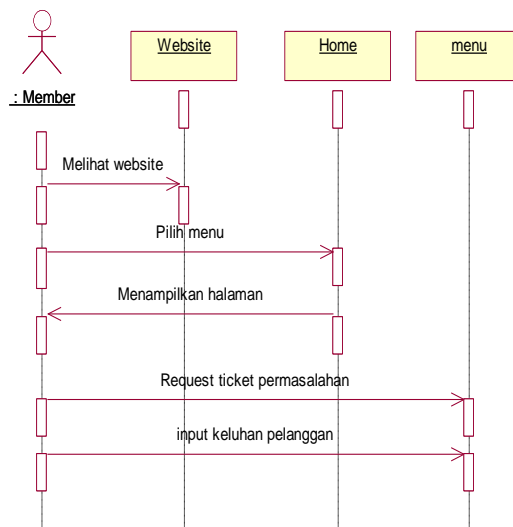 Website
Home
menu
: Member
Melihat website
Pilih menu
Menampilkan halaman
Request ticket permasalahan
input keluhan pelanggan